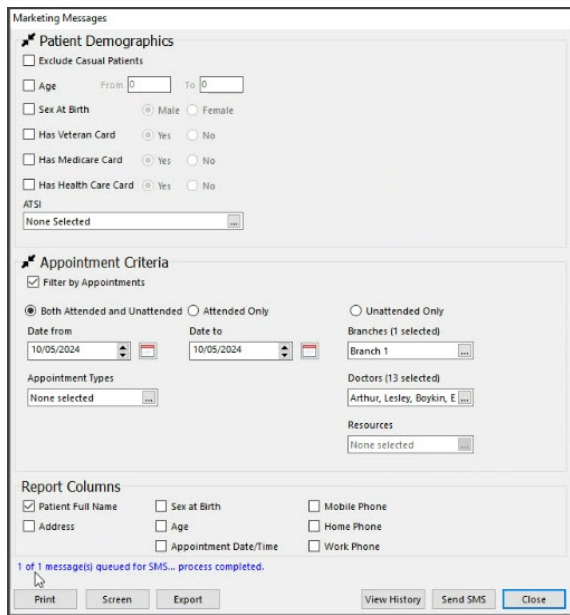 Marketing Messages
Patient Demographics
Exclude Casual Patients
Age From 0 To 0
Sex At Birth Male Female
Has Veteran Card Yes No
Has Medicare Card Yes No
Has Health Care Card Yes No
ATSI
None Selected ...
Appointment Criteria
Filter by Appointments
Both Attended and Unattended Attended Only Unattended Only
Date from Date to Branches (1 selected)
10/05/2024 10/05/2024 Branch 1 ...
Appointment Types Doctors (13 selected)
None selected ... Arthur, Lesley, Boykin, E ...
Resources
None selected ...
Report Columns
Patient Full Name Sex at Birth Mobile Phone
Address Age Home Phone
Appointment Date/Time Work Phone
1 of 1 message(s) queued for SMS... process completed.
Print Screen Export View History Send SMS Close